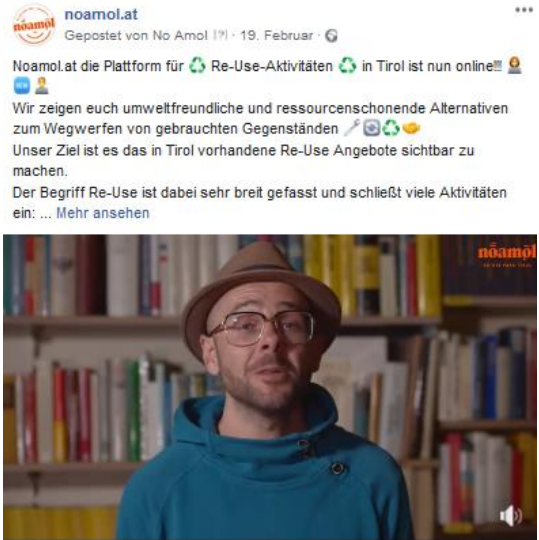 noamol.at
nóamòl
Gepostet von No Amol [?] · 19. Februar ·
Noamol.at die Plattform für ♻ Re-Use-Aktivitäten ♻ in Tirol ist nun online!!!
Wir zeigen euch umweltfreundliche und ressourcenschonende Alternativen
zum Wegwerfen von gebrauchten Gegenständen
Unser Ziel ist es das in Tirol vorhandene Re-Use Angebote sichtbar zu
machen.
Der Begriff Re-Use ist dabei sehr breit gefasst und schließt viele Aktivitäten
ein: ... Mehr ansehen
nóamòl